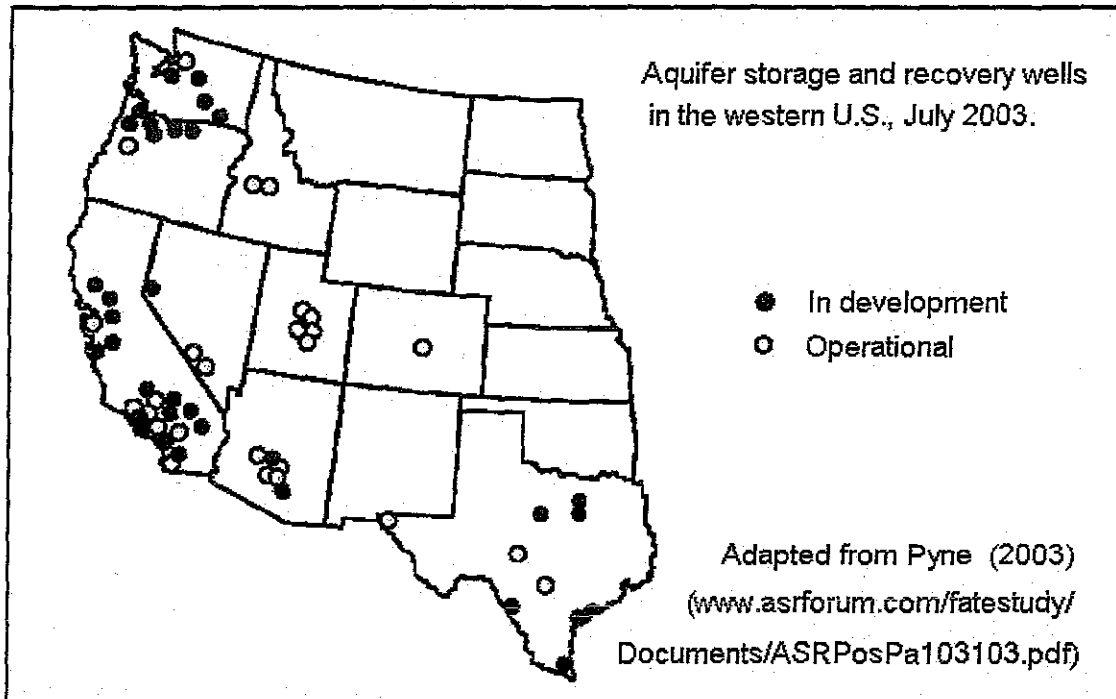 Aquifer storage and recovery wells
in the western U.S., July 2003.
In development
Operational
Adapted from Pyne (2003)
(www.asrforum.com/fatestudy/
Documents/ASRPosPa103103.pdf)